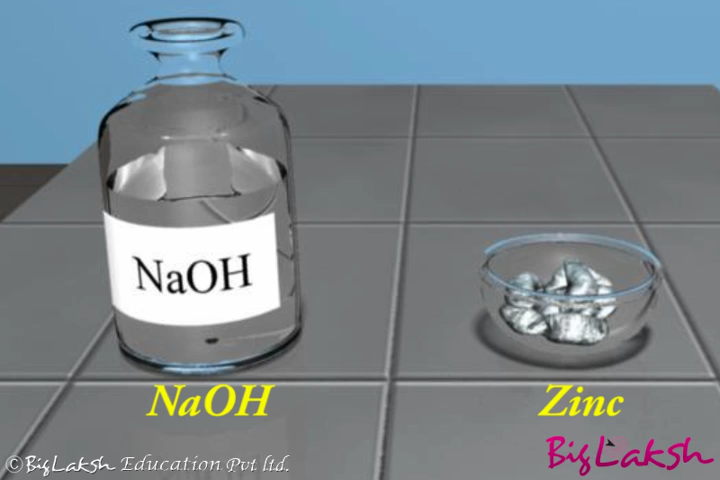 NaOH
NaOH
Zinc
BigLaksh
© BigLaksh Education Pvt ltd.